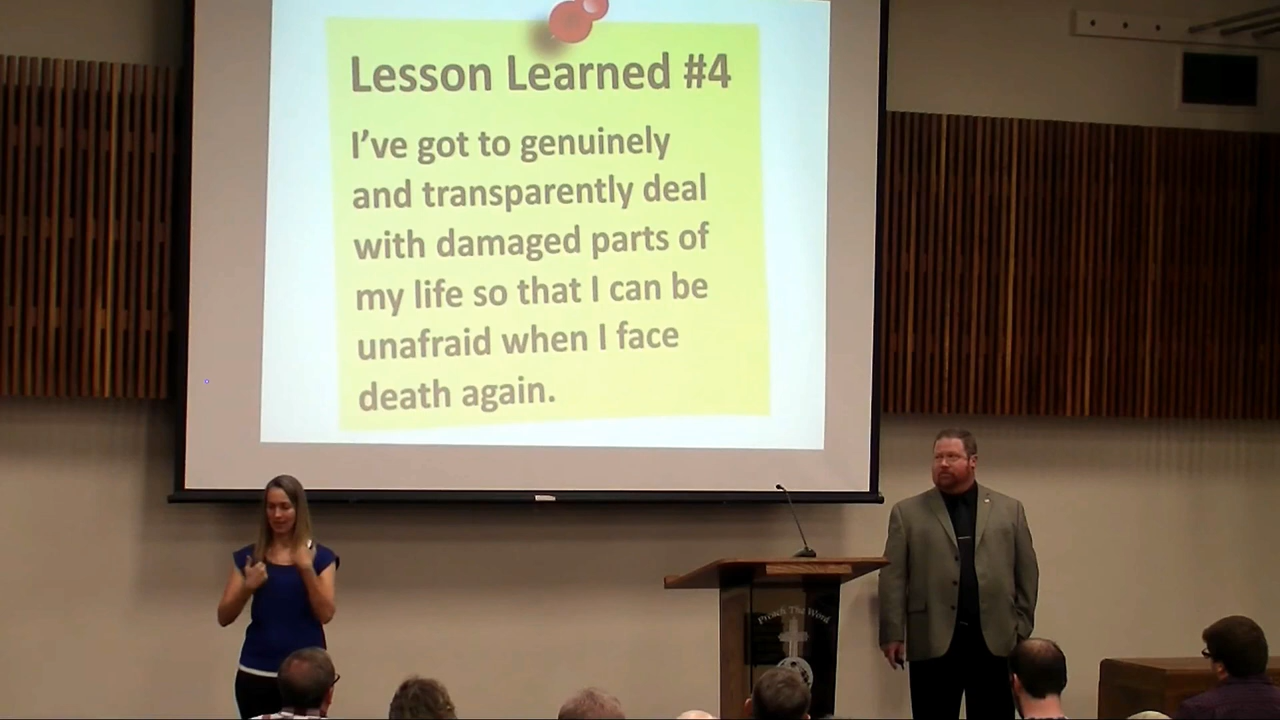 Lesson Learned #4
I've got to genuinely
and transparently deal
with damaged parts of
my life so that I can be
unafraid when I face
death again.
Preach The Word